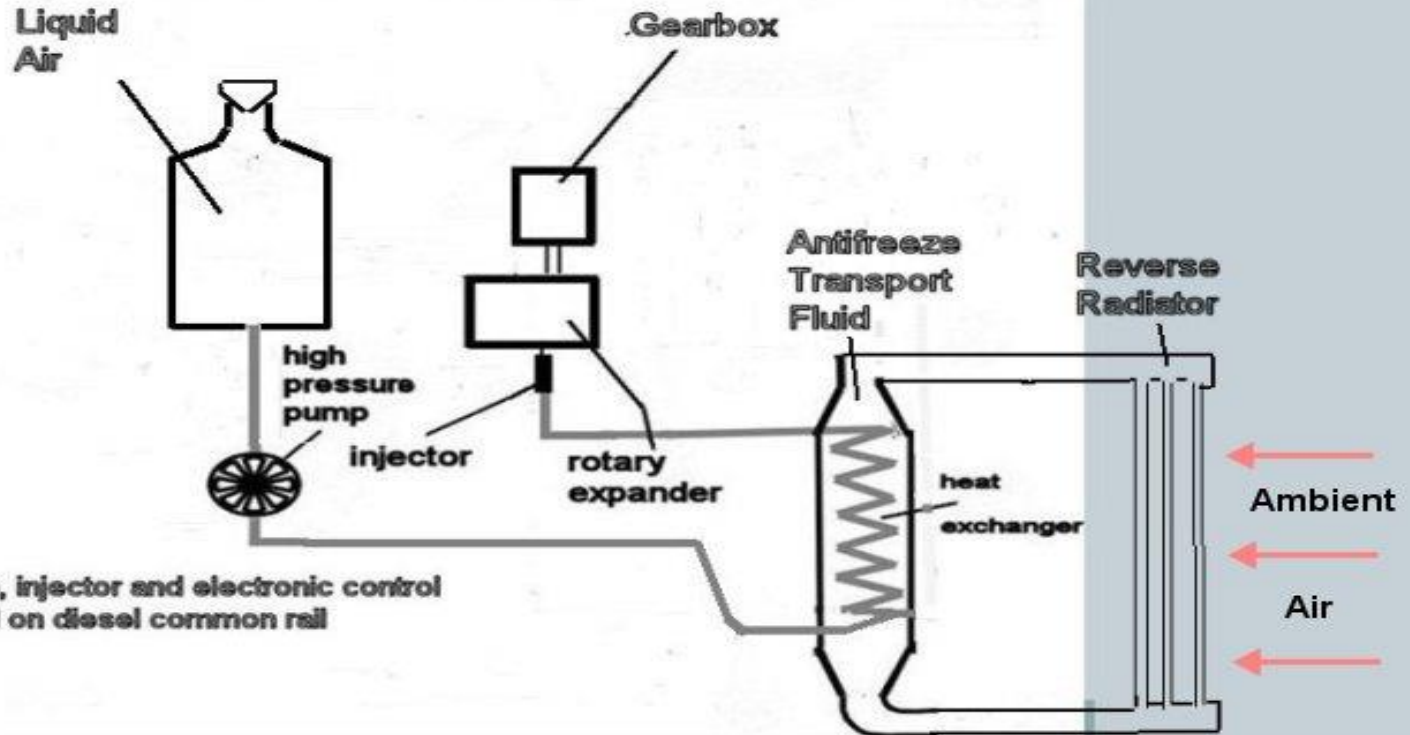 Liquid
Air
Gearbox
Antifreeze
Transport
Fluid
Reverse
Radiator
high
pressure
pump
injector
rotary
expander
heat
exchanger
Ambient
Air
, injector and electronic control
on diesel common rail